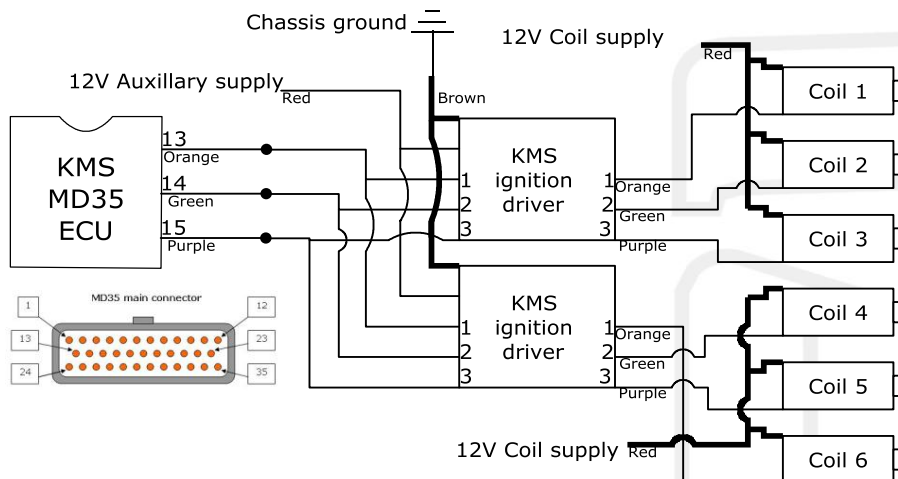 Chassis ground
12V Coil supply
Red
12V Auxillary supply
Red
Brown
Coil 1
KMS
MD35
ECU
13
Orange
14
Green
15
Purple
KMS
ignition
driver
1
2
3
1
Orange
2
Green
3
Purple
Coil 2
Coil 3
MD35 main connector
1
12
13
23
24
35
KMS
ignition
driver
1
2
3
1
Orange
2
Green
3
Purple
Coil 4
Coil 5
12V Coil supply
Red
Coil 6